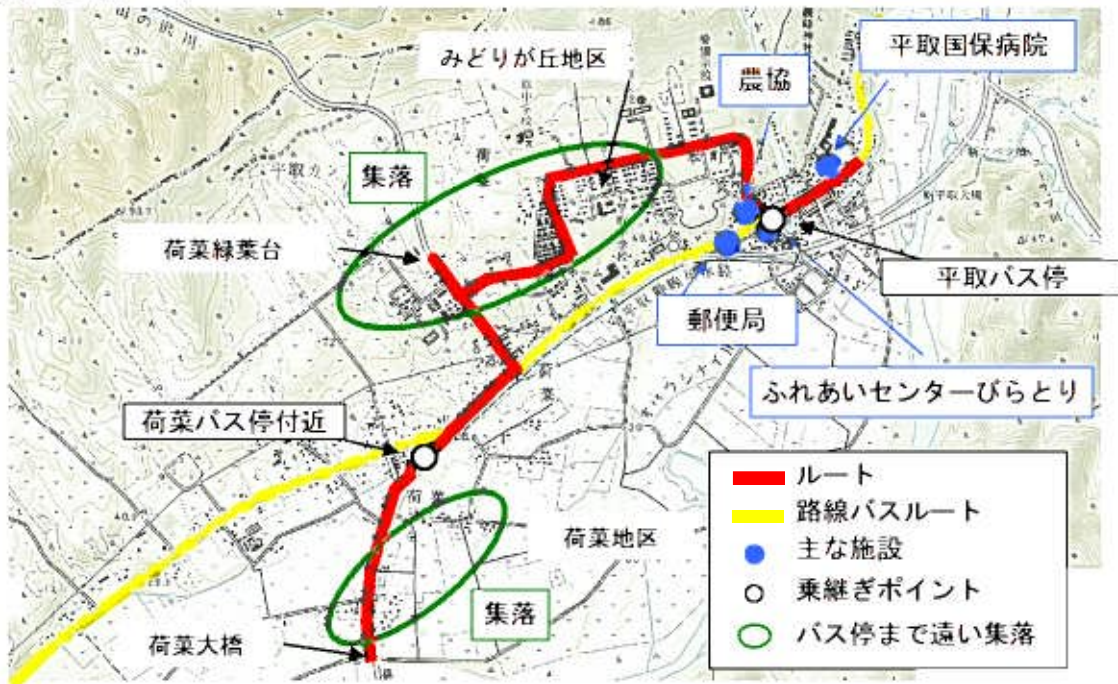 平取国保病院
みどりが丘地区
農協
集落
荷菜緑葉台
平取バス停
郵便局
ふれあいセンターびらとり
荷菜バス停付近
荷菜地区
集落
荷菜大橋
ルート
路線バスルート
主な施設
乗継ぎポイント
バス停まで遠い集落
荷菜
荷菜